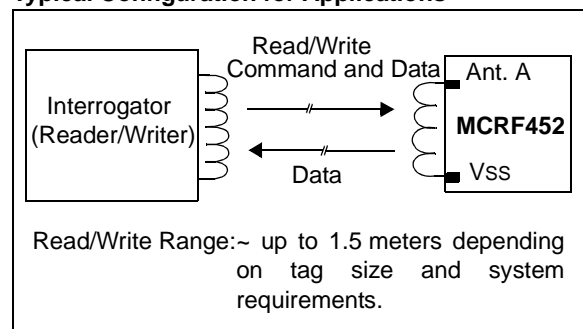 Typical Configuration for Applications
Read/Write
Command and Data
Ant. A
Interrogator
(Reader/Writer)
MCRF452
Data
VSS
Read/Write Range:~ up to 1.5 meters depending
on tag size and system
requirements.